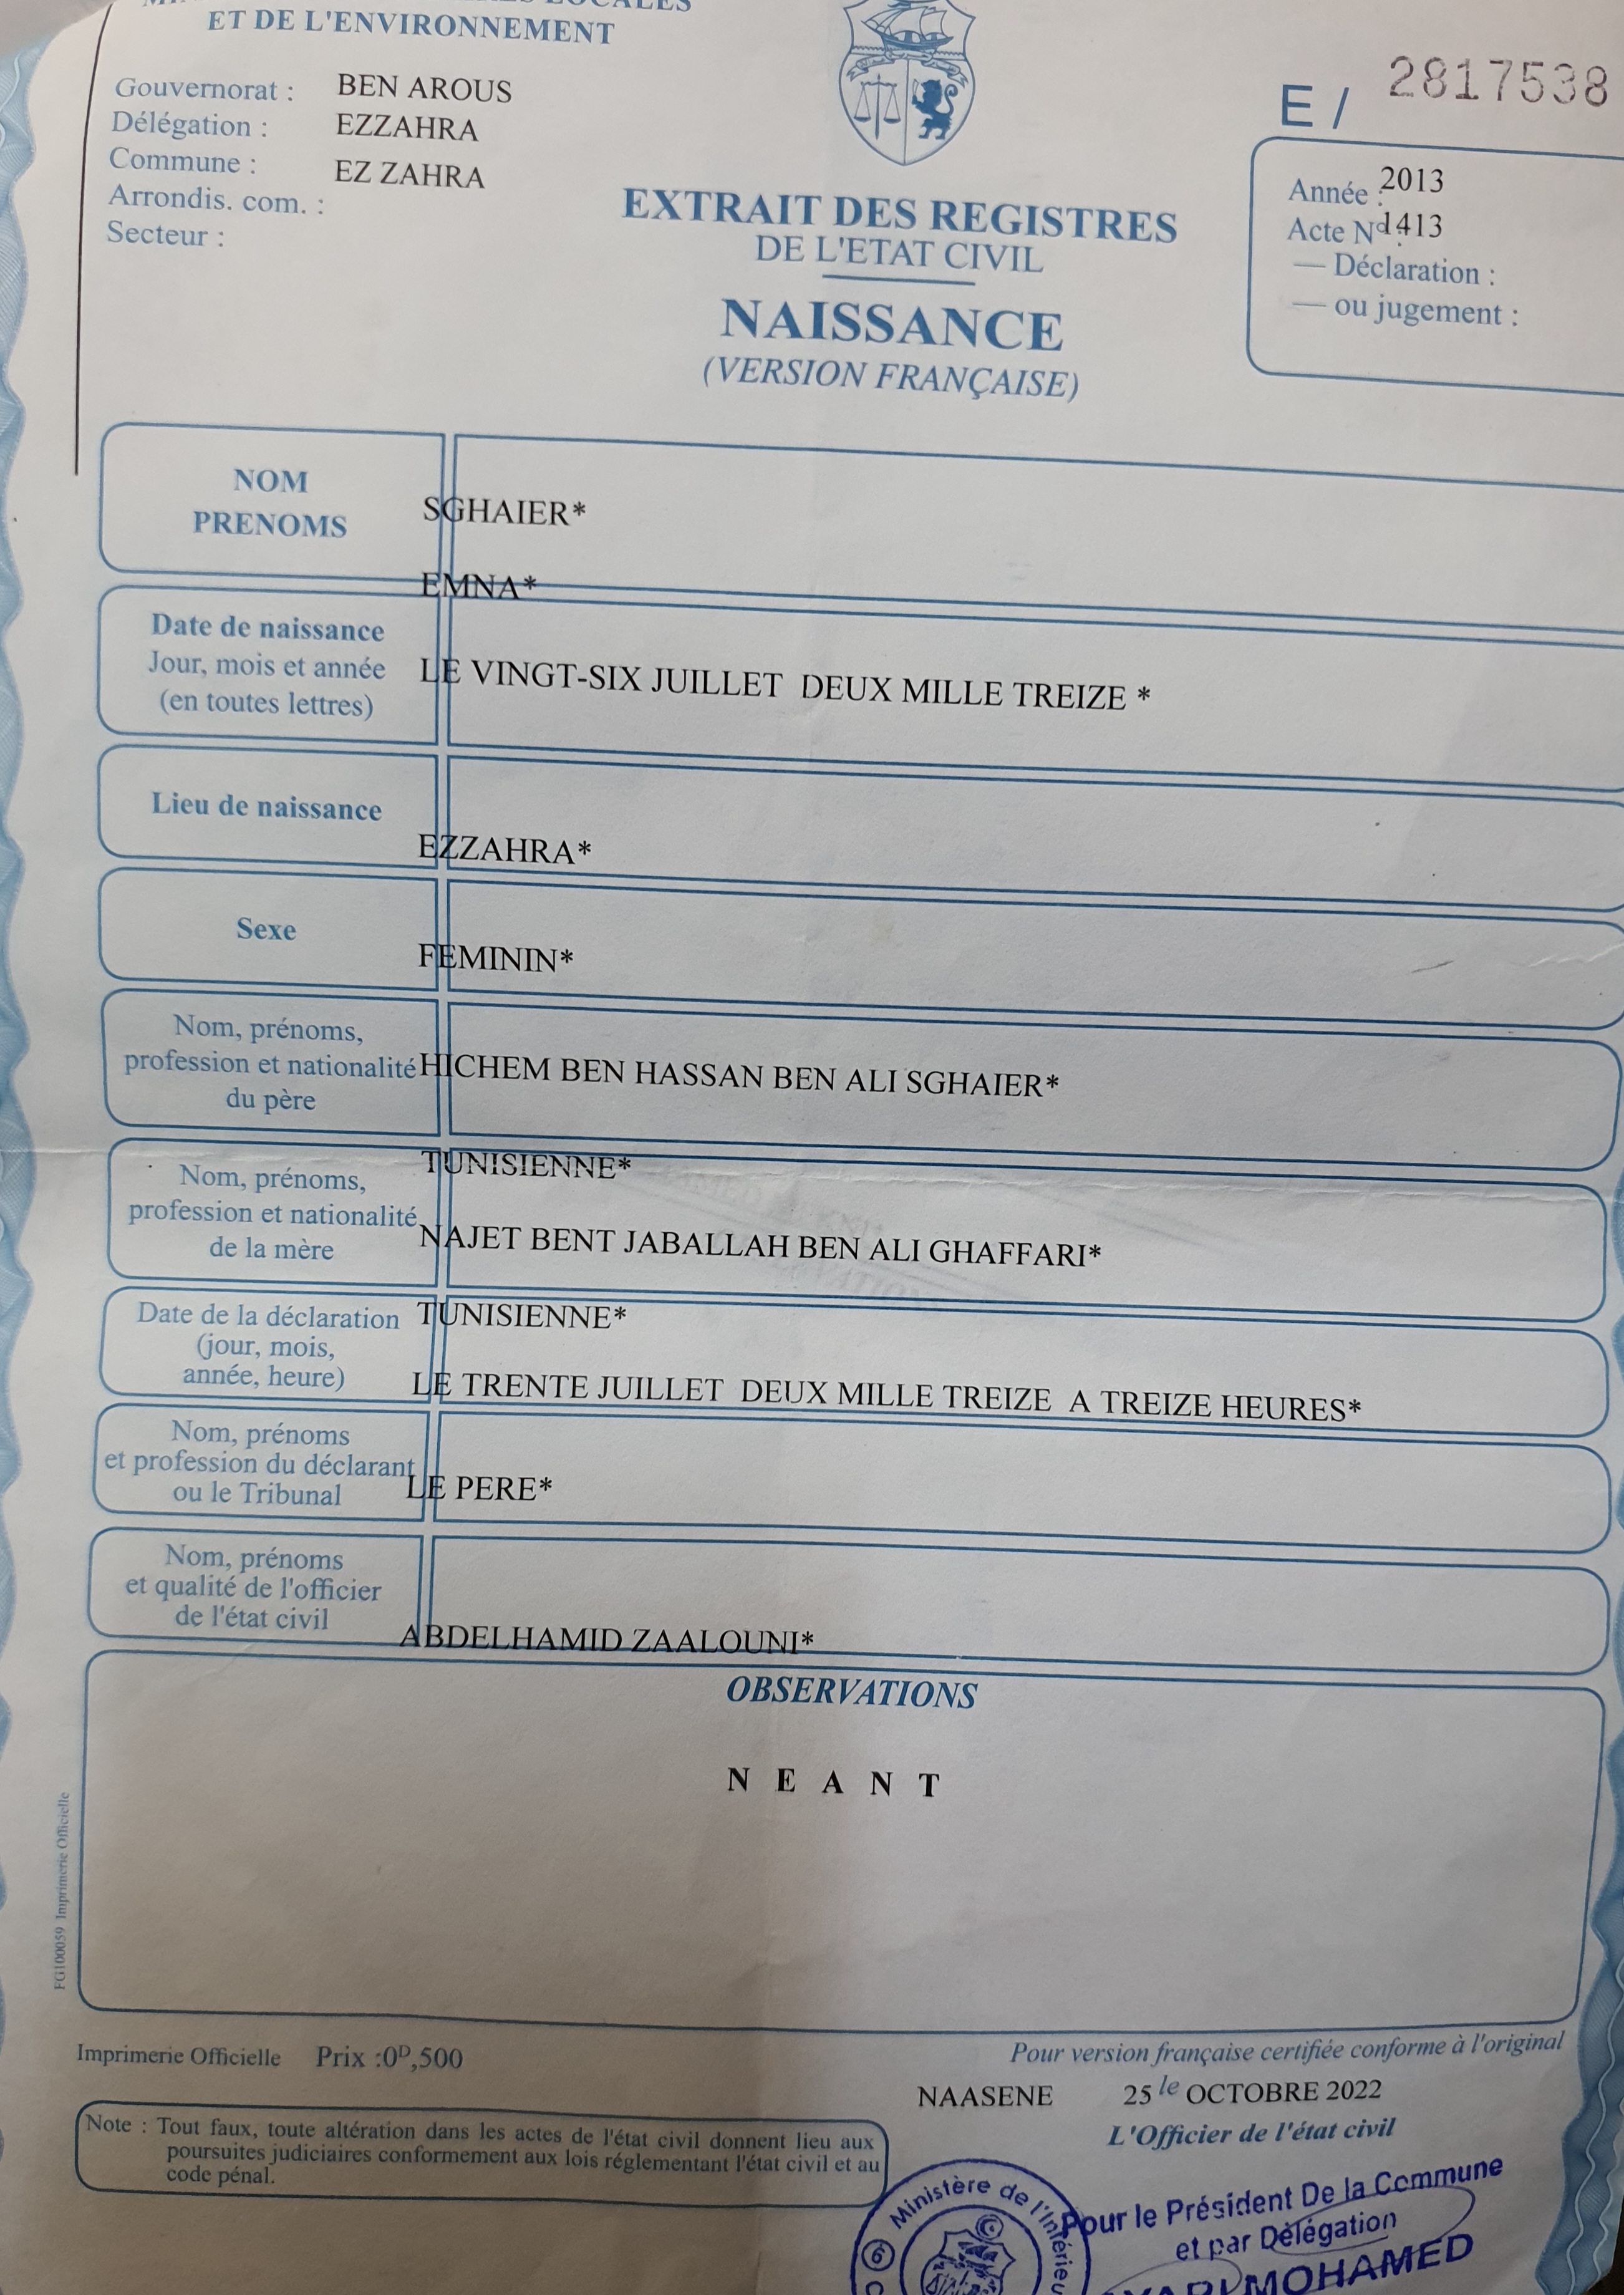 ET DE L'ENVIRONNEMENT
Gouvernorat : BEN AROUS
Délégation : EZZAHRA
Commune : EZ ZAHRA
Arrondis. com. :
Secteur :
E / 2817538
Année : 2013
Acte N° 1413
— Déclaration :
— ou jugement :
EXTRAIT DES REGISTRES
DE L'ETAT CIVIL
NAISSANCE
(VERSION FRANÇAISE)
NOM
PRENOMS
SGHAIER*
EMNA*
Date de naissance
Jour, mois et année
(en toutes lettres)
LE VINGT-SIX JUILLET DEUX MILLE TREIZE *
Lieu de naissance
EZZAHRA*
Sexe
FEMININ*
Nom, prénoms,
profession et nationalité
du père
HICHEM BEN HASSAN BEN ALI SGHAIER*
TUNISIENNE*
Nom, prénoms,
profession et nationalité
de la mère
NAJET BENT JABALLAH BEN ALI GHAFFARI*
TUNISIENNE*
Date de la déclaration
(jour, mois,
année, heure)
LE TRENTE JUILLET DEUX MILLE TREIZE A TREIZE HEURES*
Nom, prénoms
et profession du déclarant
ou le Tribunal
LE PERE*
Nom, prénoms
et qualité de l'officier
de l'état civil
ABDELHAMID ZAALOUNI*
OBSERVATIONS
N E A N T
FG100059 Imprimerie Officielle
Imprimerie Officielle Prix :0D,500
Pour version française certifiée conforme à l'original
NAASENE 25 le OCTOBRE 2022
L'Officier de l'état civil
Note : Tout faux, toute altération dans les actes de l'état civil donnent lieu aux
poursuites judiciaires conformement aux lois réglementant l'état civil et au
code pénal.
Ministère de l'Intérieur
6
Pour le Président De la Commune
et par Délégation
MOHAMED